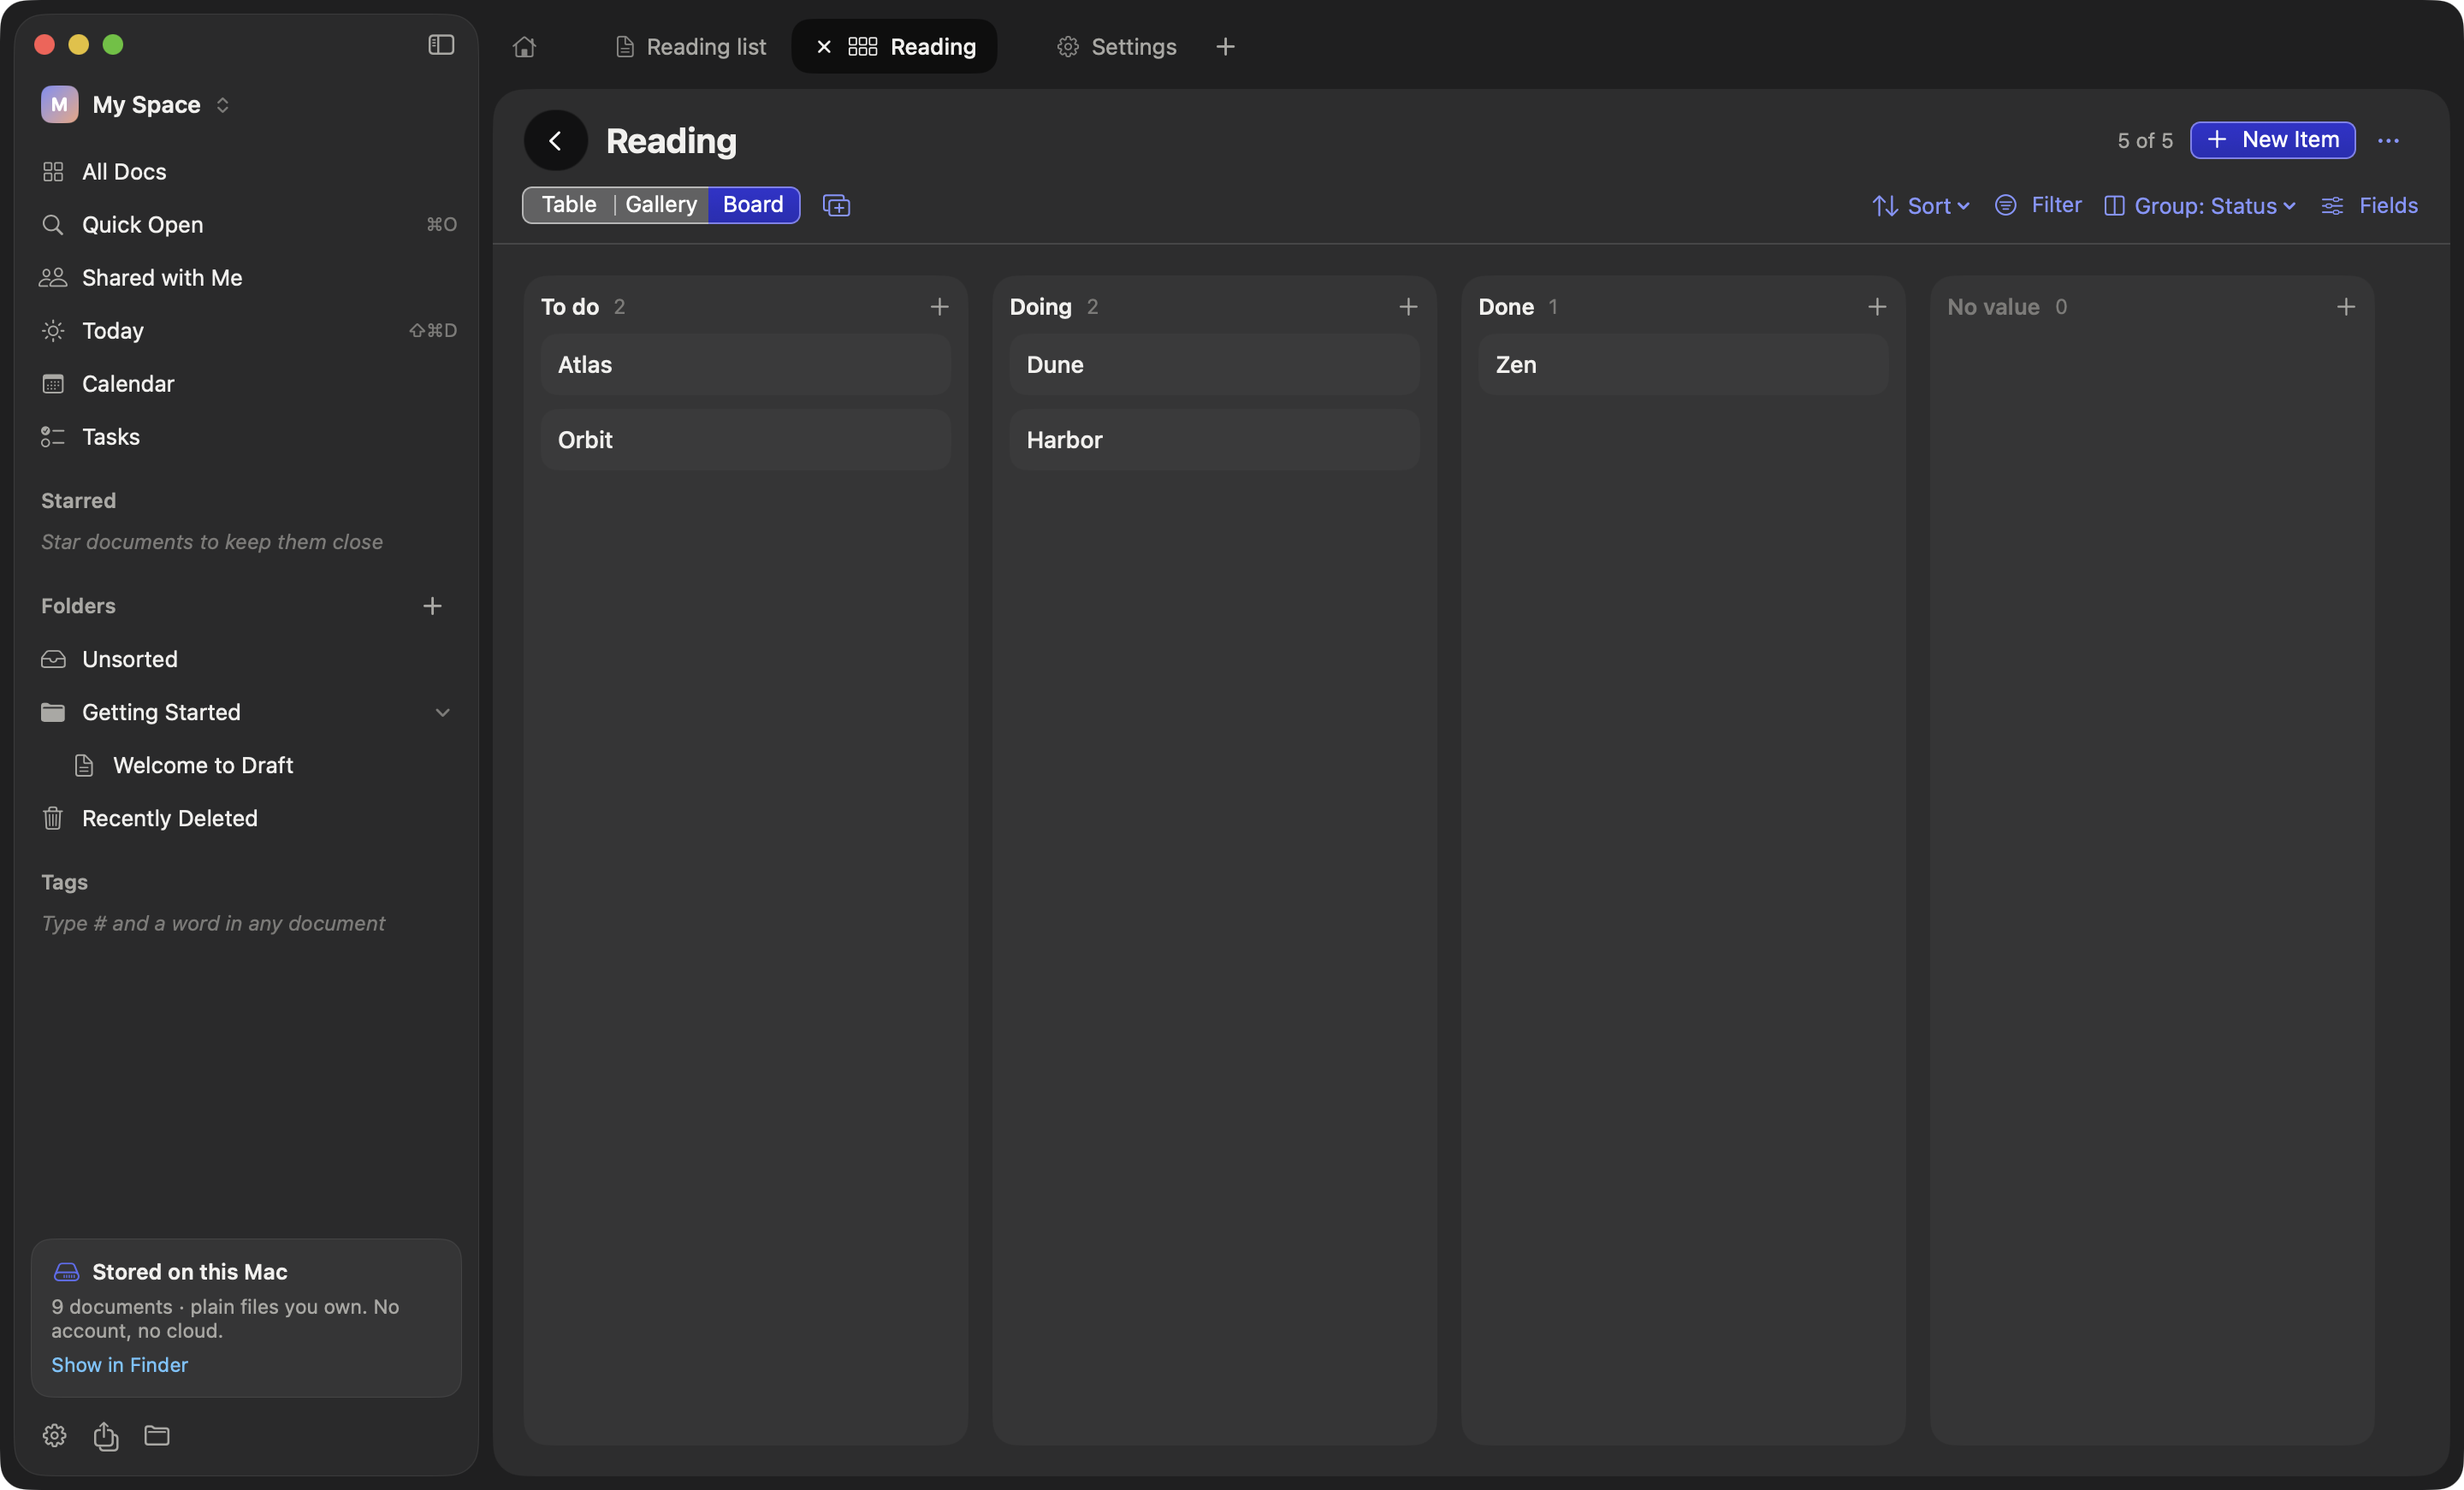 M My Space
All Docs
Quick Open ⌘O
Shared with Me
Today ⇧⌘D
Calendar
Tasks
Starred
Star documents to keep them close
Folders
Unsorted
Getting Started
Welcome to Draft
Recently Deleted
Tags
Type # and a word in any document
Stored on this Mac
9 documents · plain files you own. No
account, no cloud.
Show in Finder
Reading list
Reading
Settings
Reading
5 of 5
New Item
Table | Gallery Board
Sort
Filter
Group: Status
Fields
To do 2
Atlas
Orbit
Doing 2
Dune
Harbor
Done 1
Zen
No value 0